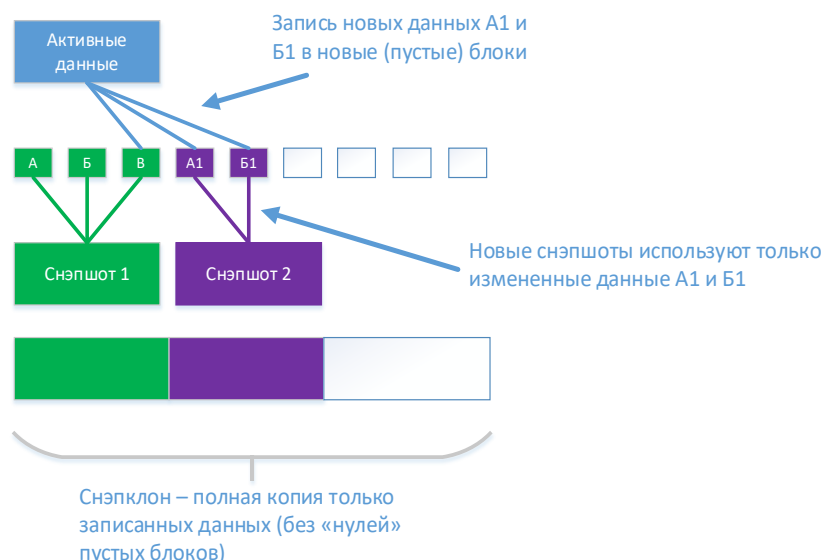 Запись новых данных А1 и
Б1 в новые (пустые) блоки
Активные
данные
А
Б
В
А1
Б1
Новые снэпшоты используют только
измененные данные А1 и Б1
Снэпшот 1
Снэпшот 2
Снэпклон – полная копия только
записанных данных (без «нулей»
пустых блоков)